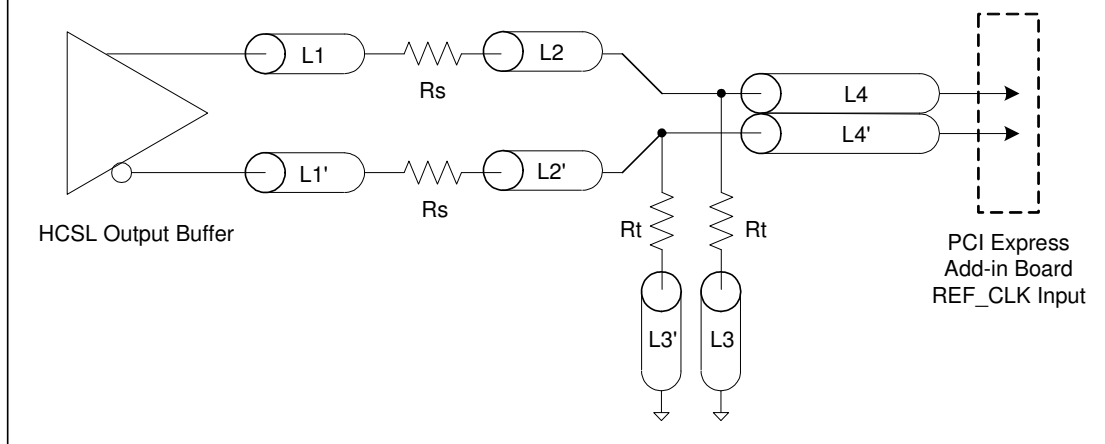 L1
Rs
L2
L4
L4'
L1'
Rs
L2'
HCSL Output Buffer
Rt
Rt
L3'
L3
PCI Express
Add-in Board
REF_CLK Input